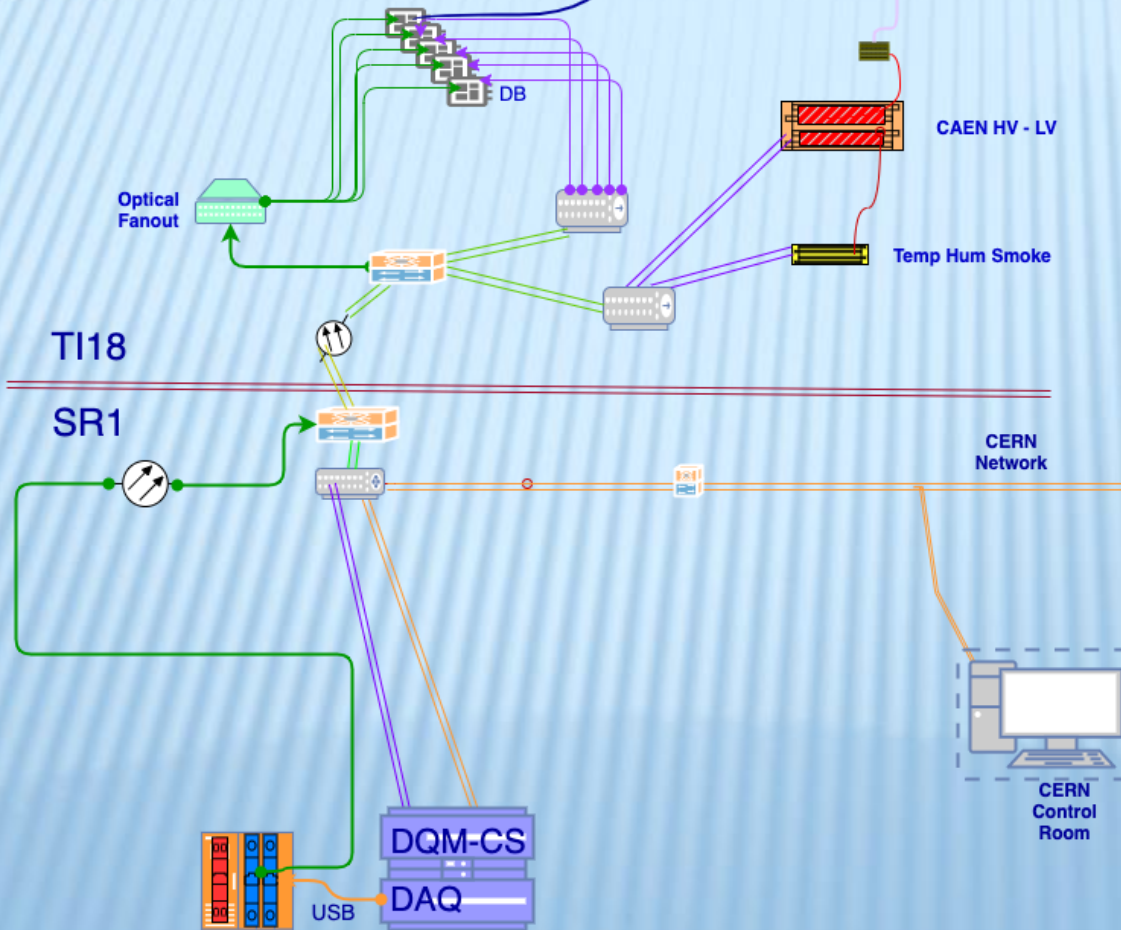 DB
CAEN HV - LV
Optical
Fanout
Temp Hum Smoke
TI18
SR1
CERN
Network
CERN
Control
Room
DQM-CS
DAQ
USB